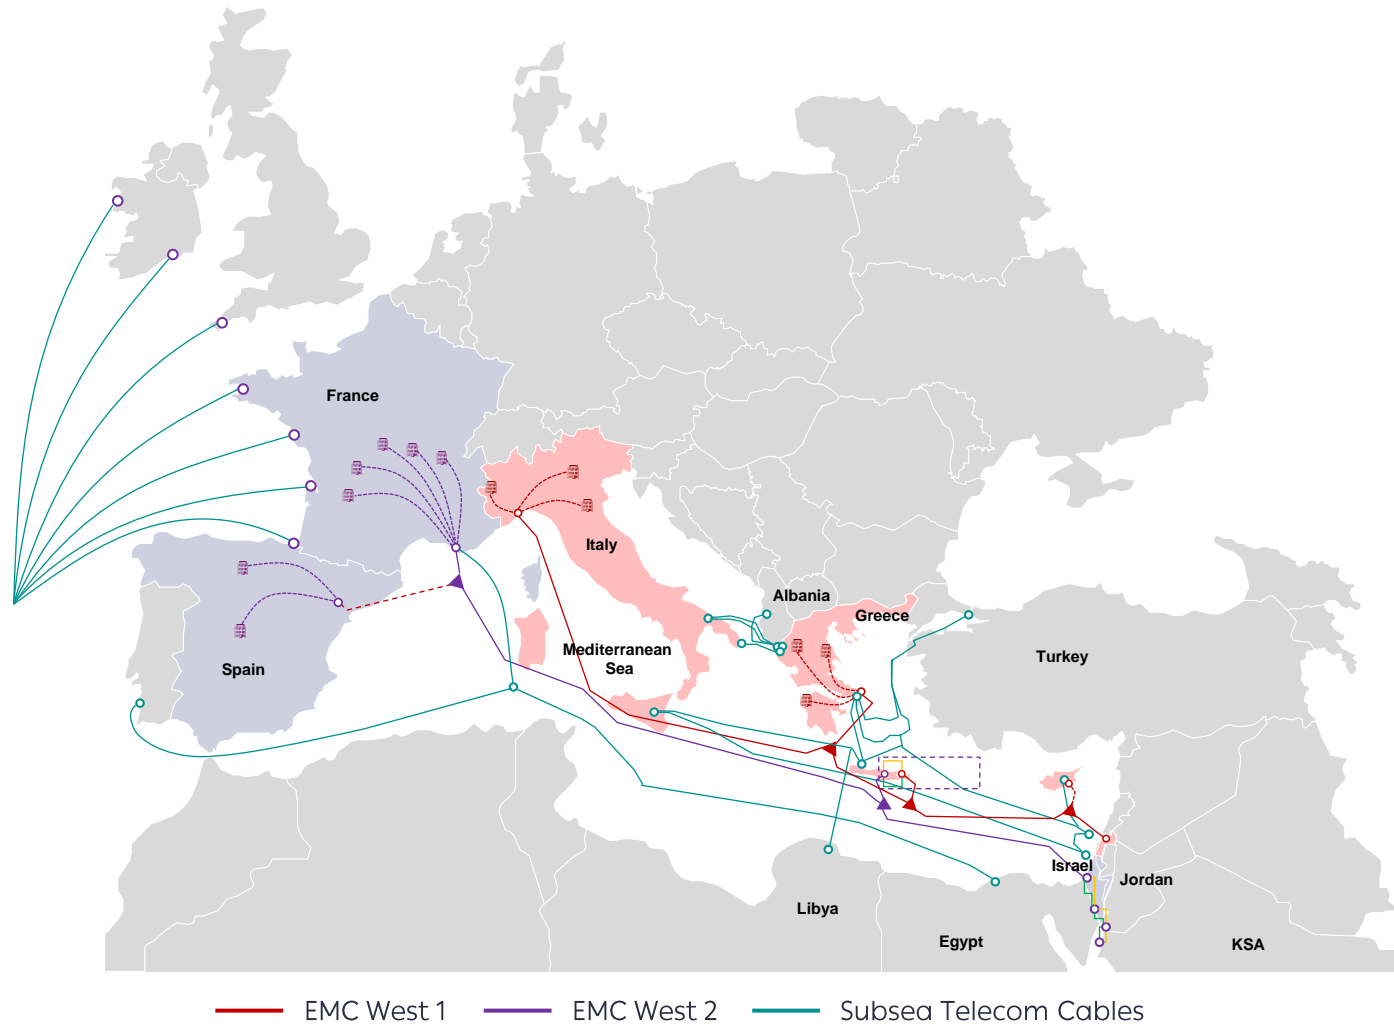 France
Italy
Albania
Greece
Mediterranean
Sea
Turkey
Spain
Israel
Jordan
Libya
Egypt
KSA
EMC West 1
EMC West 2
Subsea Telecom Cables